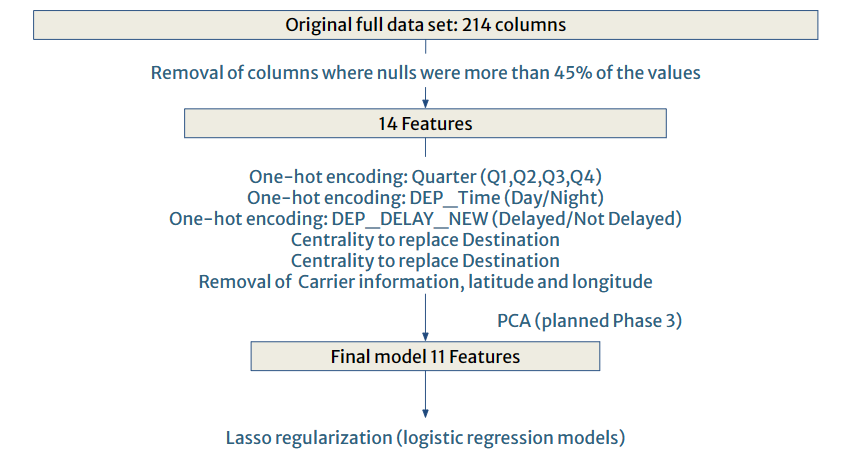 Original full data set: 214 columns
Removal of columns where nulls were more than 45% of the values
14 Features
One-hot encoding: Quarter (Q1,Q2,Q3,Q4)
One-hot encoding: DEP_Time (Day/Night)
One-hot encoding: DEP_DELAY_NEW (Delayed/Not Delayed)
Centrality to replace Destination
Centrality to replace Destination
Removal of Carrier information, latitude and longitude
PCA (planned Phase 3)
Final model 11 Features
Lasso regularization (logistic regression models)